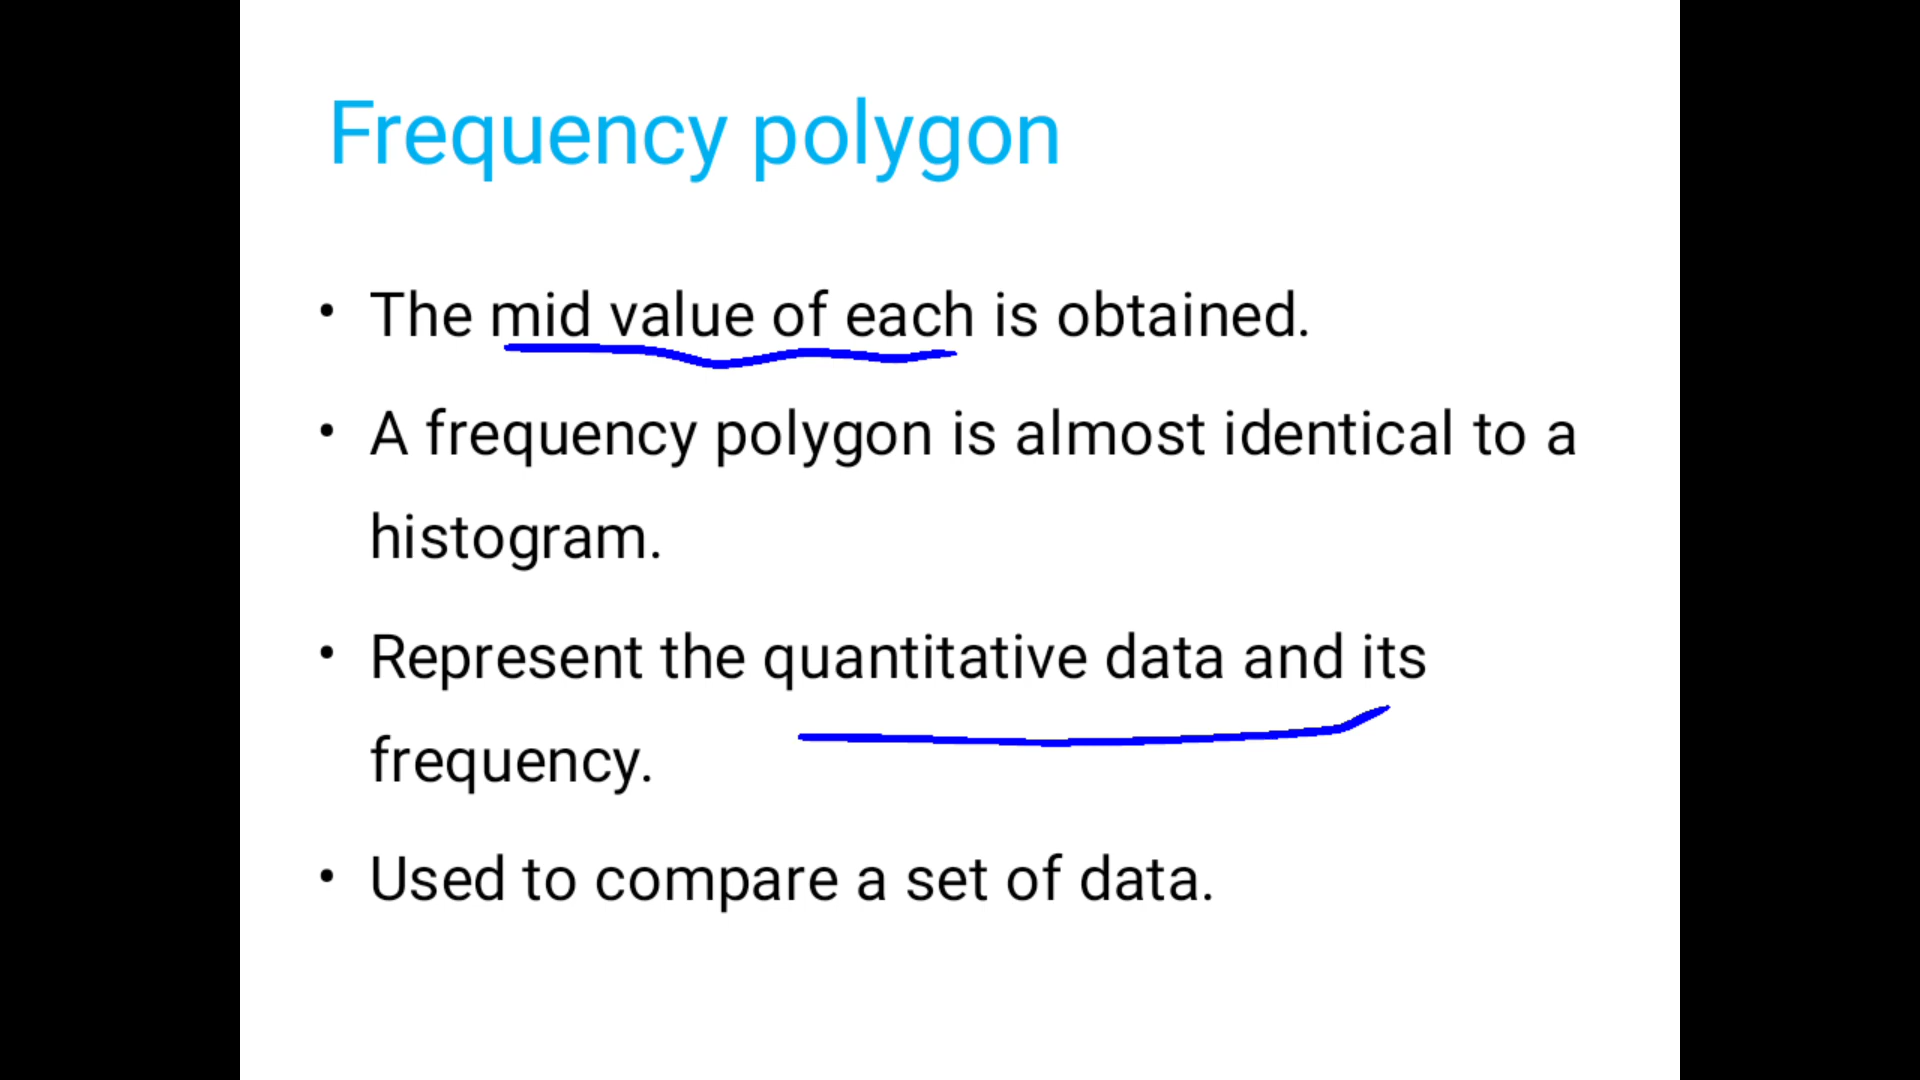 Frequency polygon
• The mid value of each is obtained.
• A frequency polygon is almost identical to a
histogram.
• Represent the quantitative data and its
frequency.
• Used to compare a set of data.